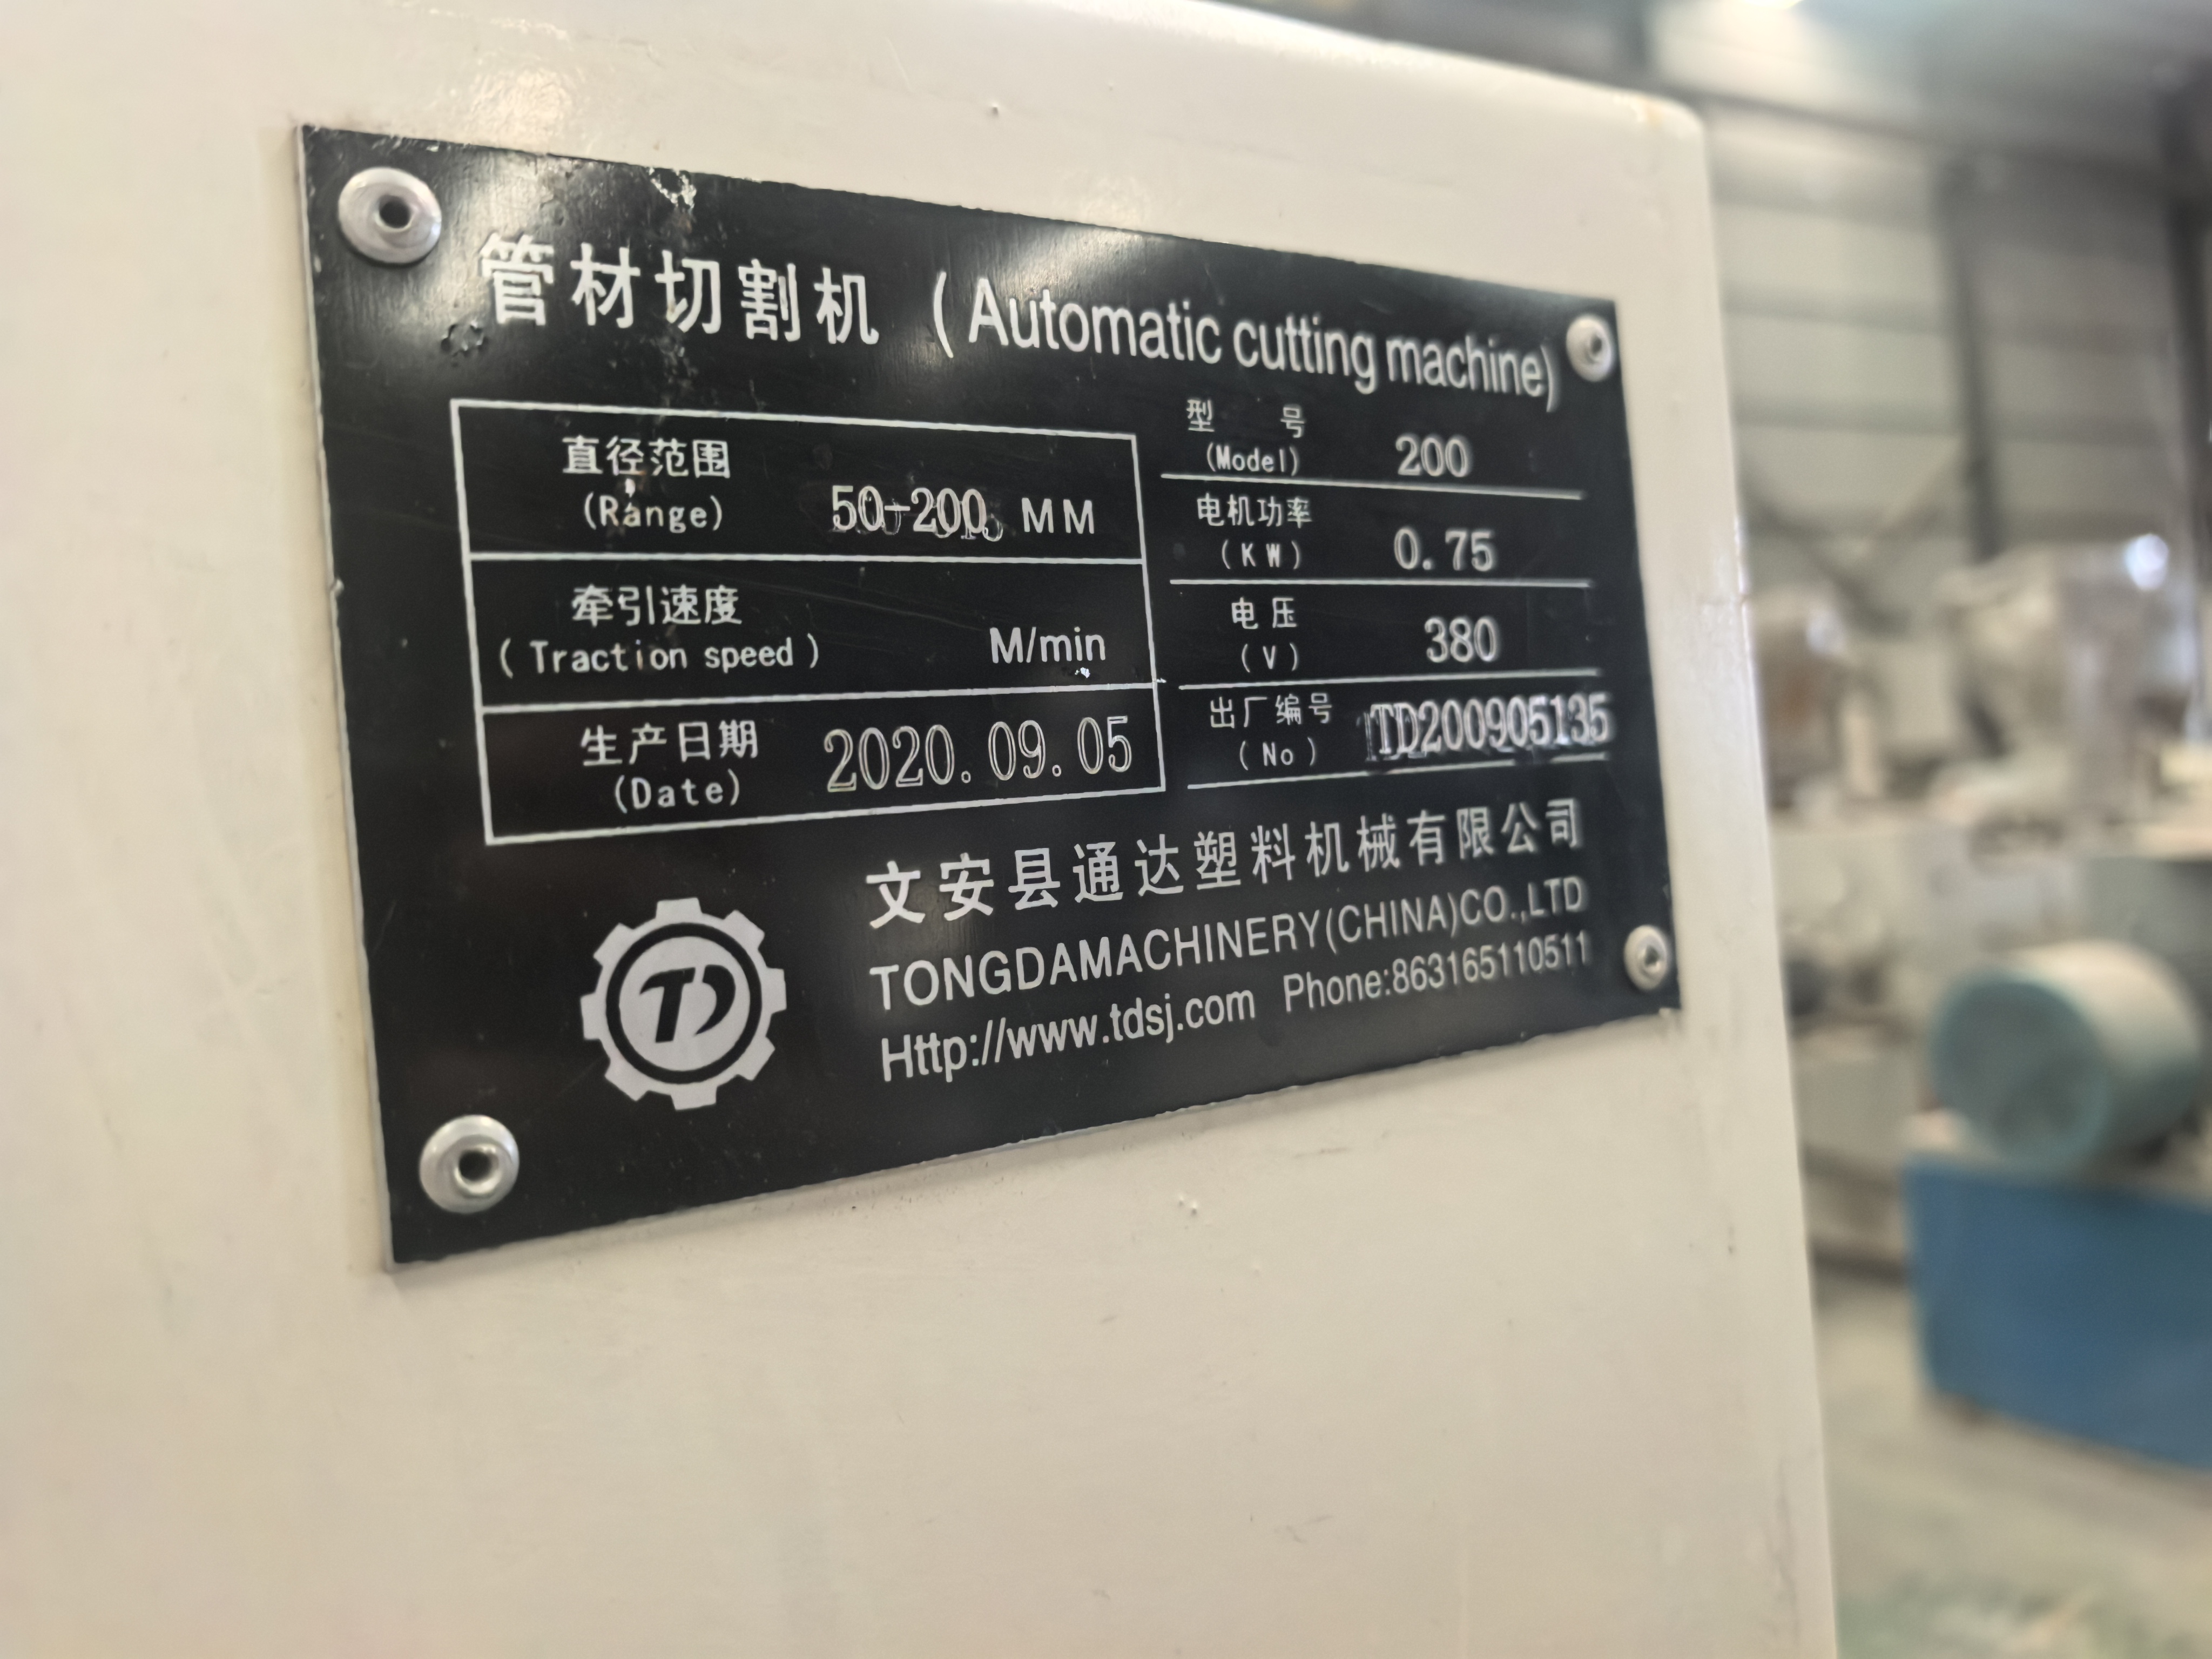 管材切割机 (Automatic cutting machine)
直径范围
(Range) 50-200 MM
牵引速度
(Traction speed) M/min
生产日期
(Date) 2020.09.05
型 号
(Model) 200
电机功率
(KW) 0.75
电压
(V) 380
出厂编号
(No) TD200905135
TD
文安县通达塑料机械有限公司
TONGDAMACHINERY(CHINA)CO.,LTD
Http://www.tdsj.com Phone:863165110511